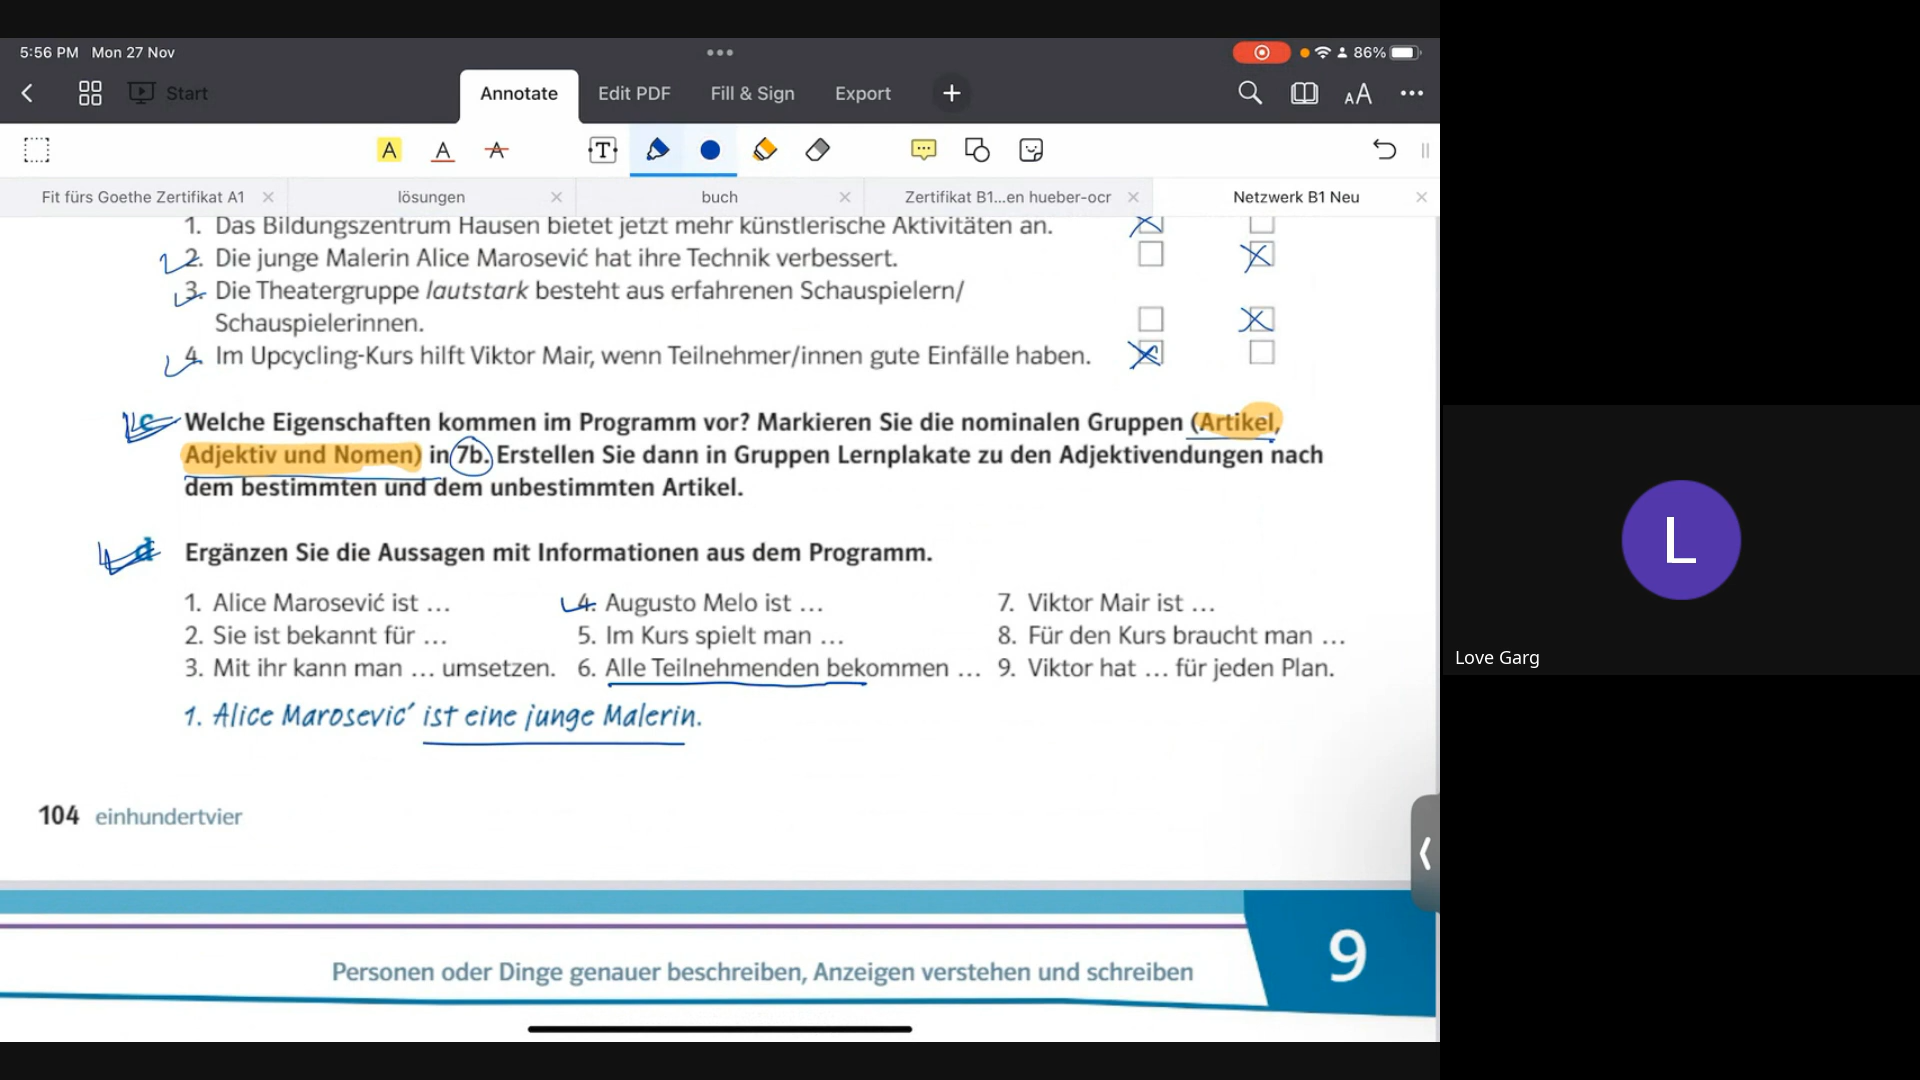 5:56 PM Mon 27 Nov
86%
Start
Annotate
Edit PDF
Fill & Sign
Export
Fit fürs Goethe Zertifikat A1
lösungen
buch
Zertifikat B1...en hueber-ocr
Netzwerk B1 Neu
1. Das Bildungszentrum Hausen bietet jetzt mehr künstlerische Aktivitäten an.
2. Die junge Malerin Alice Marosević hat ihre Technik verbessert.
3. Die Theatergruppe lautstark besteht aus erfahrenen Schauspielern/
Schauspielerinnen.
4. Im Upcycling-Kurs hilft Viktor Mair, wenn Teilnehmer/innen gute Einfälle haben.
c Welche Eigenschaften kommen im Programm vor? Markieren Sie die nominalen Gruppen (Artikel,
Adjektiv und Nomen) in 7b. Erstellen Sie dann in Gruppen Lernplakate zu den Adjektivendungen nach
dem bestimmten und dem unbestimmten Artikel.
d Ergänzen Sie die Aussagen mit Informationen aus dem Programm.
1. Alice Marosević ist …
2. Sie ist bekannt für …
3. Mit ihr kann man … umsetzen.
4. Augusto Melo ist …
5. Im Kurs spielt man …
6. Alle Teilnehmenden bekommen …
7. Viktor Mair ist …
8. Für den Kurs braucht man …
9. Viktor hat … für jeden Plan.
1. Alice Marosević ist eine junge Malerin.
104 einhundertvier
Personen oder Dinge genauer beschreiben, Anzeigen verstehen und schreiben
9
L
Love Garg